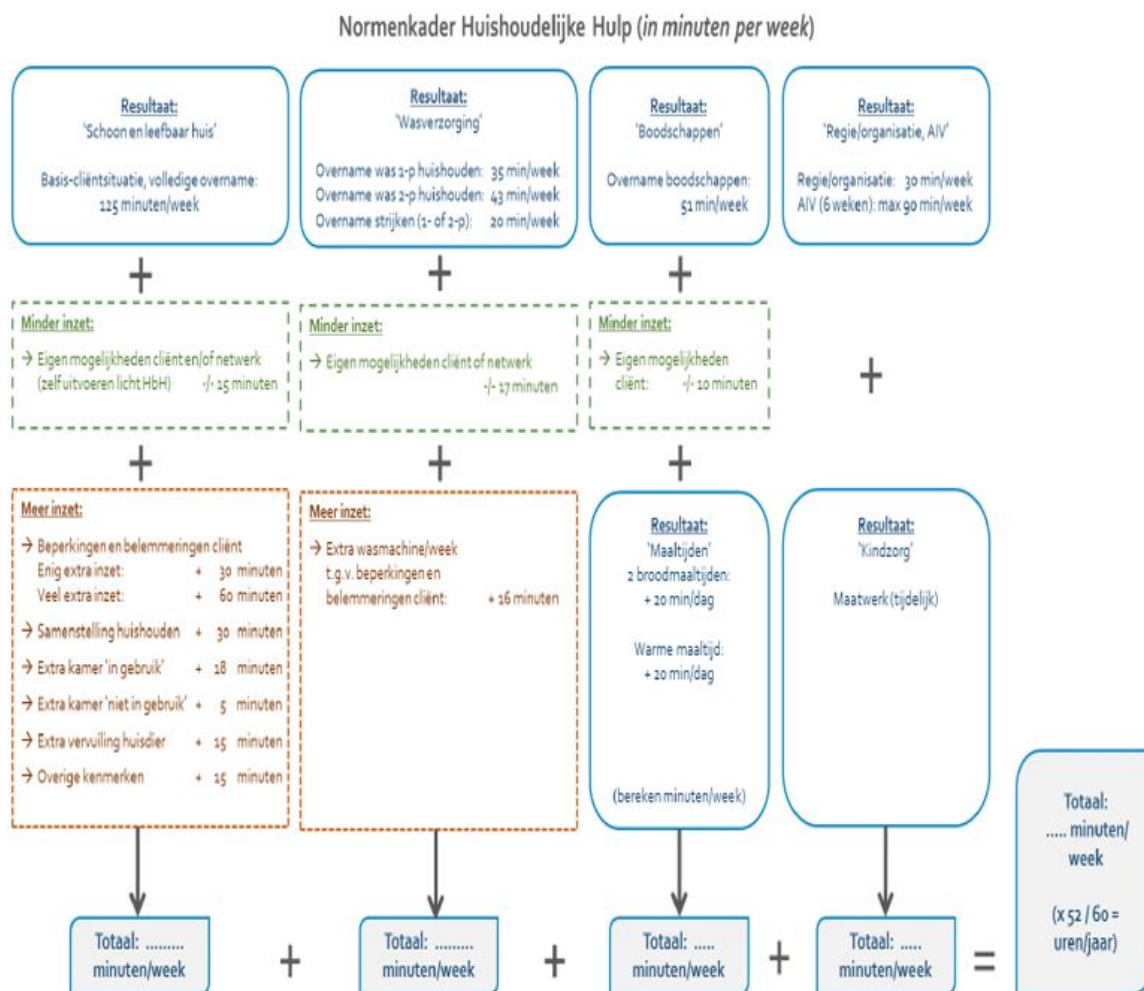 Normenkader Huishoudelijke Hulp (in minuten per week)
Resultaat:
'Schoon en leefbaar huis'
Basis-cliëntsituatie, volledige overname:
125 minuten/week
Resultaat:
'Wasverzorging'
Overname was 1-p huishouden: 35 min/week
Overname was 2-p huishouden: 43 min/week
Overname strijken (1- of 2-p): 20 min/week
Resultaat:
'Boodschappen'
Overname boodschappen:
51 min/week
Resultaat:
'Regie/organisatie, AIV'
Regie/organisatie: 30 min/week
AIV (6 weken): max 90 min/week
+ + +
Minder inzet:
→ Eigen mogelijkheden cliënt en/of netwerk
(zelf uitvoeren licht HbH) -/- 15 minuten
Minder inzet:
→ Eigen mogelijkheden cliënt of netwerk
-/- 17 minuten
Minder inzet:
→ Eigen mogelijkheden
cliënt: -/- 10 minuten
+
+ + +
Meer inzet:
→ Beperkingen en belemmeringen cliënt
Enig extra inzet: + 30 minuten
Veel extra inzet: + 60 minuten
→ Samenstelling huishouden + 30 minuten
→ Extra kamer 'in gebruik' + 18 minuten
→ Extra kamer 'niet in gebruik' + 5 minuten
→ Extra vervuiling huisdier + 15 minuten
→ Overige kenmerken + 15 minuten
Meer inzet:
→ Extra wasmachine/week
t.g.v. beperkingen en
belemmeringen cliënt: + 16 minuten
Resultaat:
'Maaltijden'
2 broodmaaltijden:
+ 20 min/dag
Warme maaltijd:
+ 20 min/dag
(bereken minuten/week)
Resultaat:
'Kindzorg'
Maatwerk (tijdelijk)
Totaal: .........
minuten/week
+
Totaal: .........
minuten/week
+
Totaal: .....
minuten/week
+
Totaal: .....
minuten/week
=
Totaal:
..... minuten/
week
(x 52 / 60 =
uren/jaar)